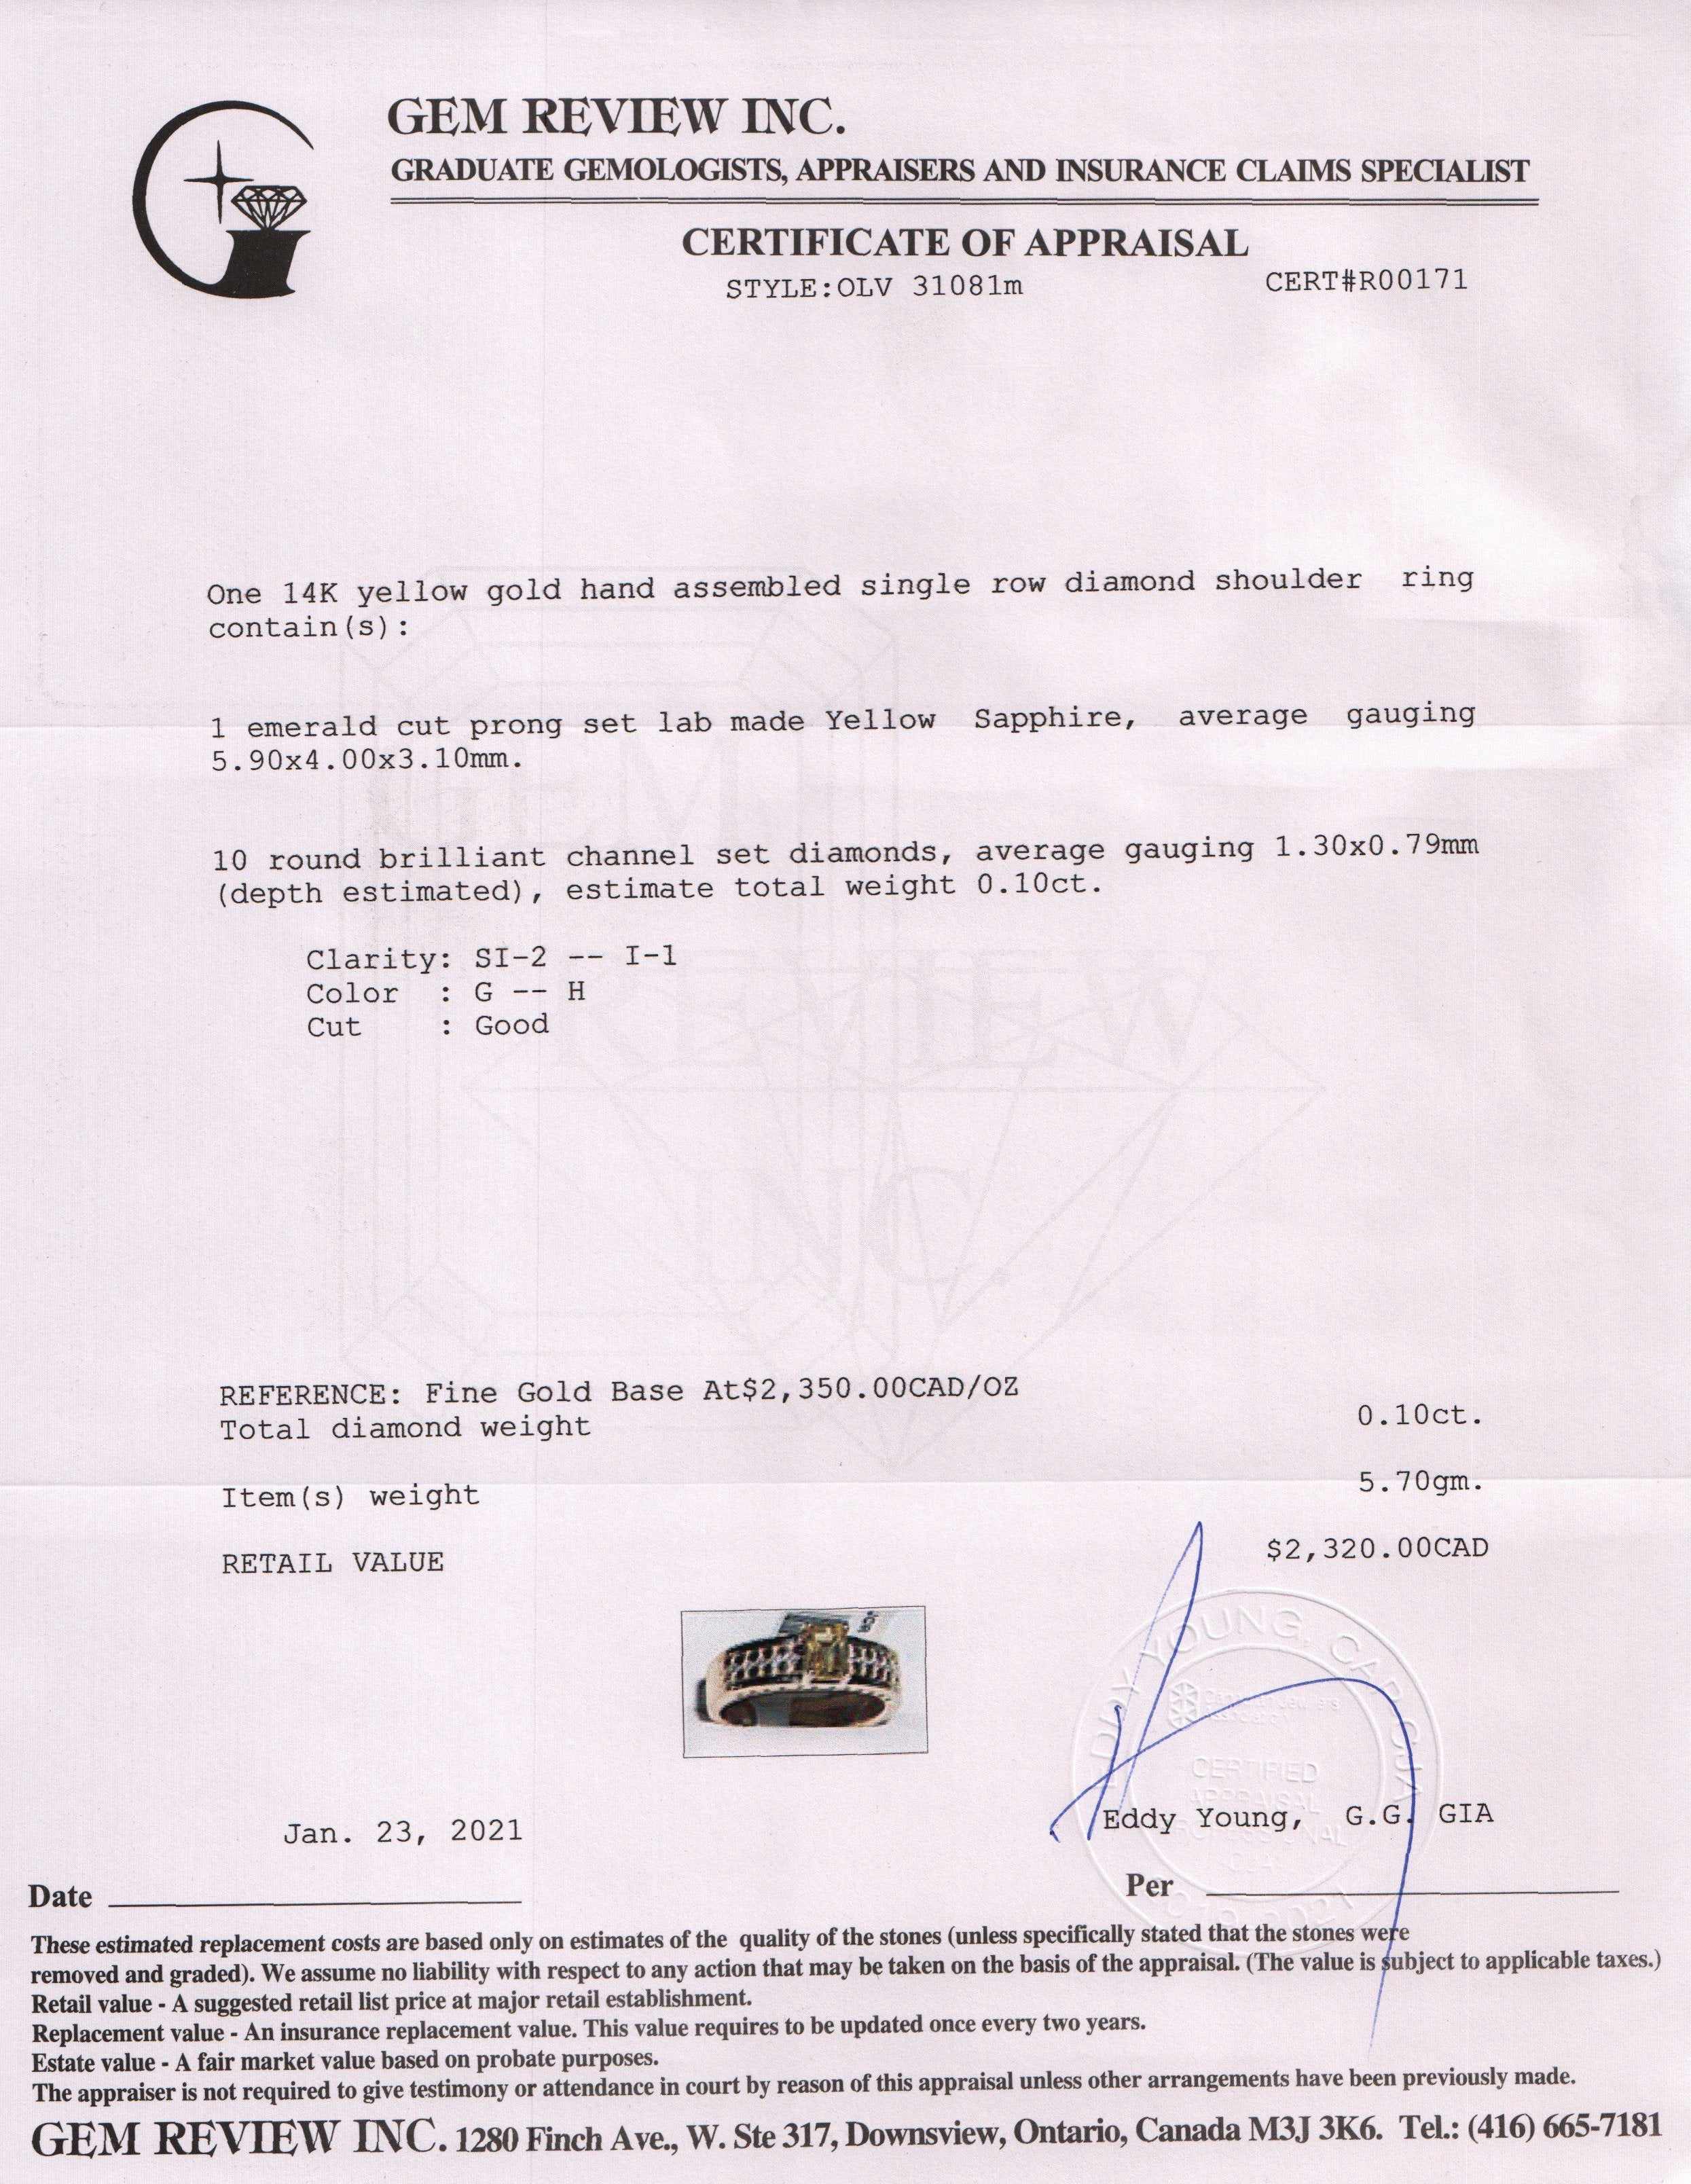 GEM REVIEW INC.
GRADUATE GEMOLOGISTS, APPRAISERS AND INSURANCE CLAIMS SPECIALIST
CERTIFICATE OF APPRAISAL
STYLE:OLV 31081m
CERT#R00171
One 14K yellow gold hand assembled single row diamond shoulder ring
contain(s):
1 emerald cut prong set lab made Yellow Sapphire, average gauging
5.90x4.00x3.10mm.
10 round brilliant channel set diamonds, average gauging 1.30x0.79mm
(depth estimated), estimate total weight 0.10ct.
Clarity: SI-2 -- I-1
Color : G -- H
Cut : Good
GEM
REVIEW
INC.
REFERENCE: Fine Gold Base At$2,350.00CAD/OZ
Total diamond weight 0.10ct.
Item(s) weight 5.70gm.
RETAIL VALUE $2,320.00CAD
EDDY YOUNG, CAP CJA
CERTIFIED
APPRAISAL
Jan. 23, 2021
Eddy Young, G.G. GIA
Date
Per
These estimated replacement costs are based only on estimates of the quality of the stones (unless specifically stated that the stones were
removed and graded). We assume no liability with respect to any action that may be taken on the basis of the appraisal. (The value is subject to applicable taxes.)
Retail value - A suggested retail list price at major retail establishment.
Replacement value - An insurance replacement value. This value requires to be updated once every two years.
Estate value - A fair market value based on probate purposes.
The appraiser is not required to give testimony or attendance in court by reason of this appraisal unless other arrangements have been previously made.
GEM REVIEW INC. 1280 Finch Ave., W. Ste 317, Downsview, Ontario, Canada M3J 3K6. Tel.: (416) 665-7181